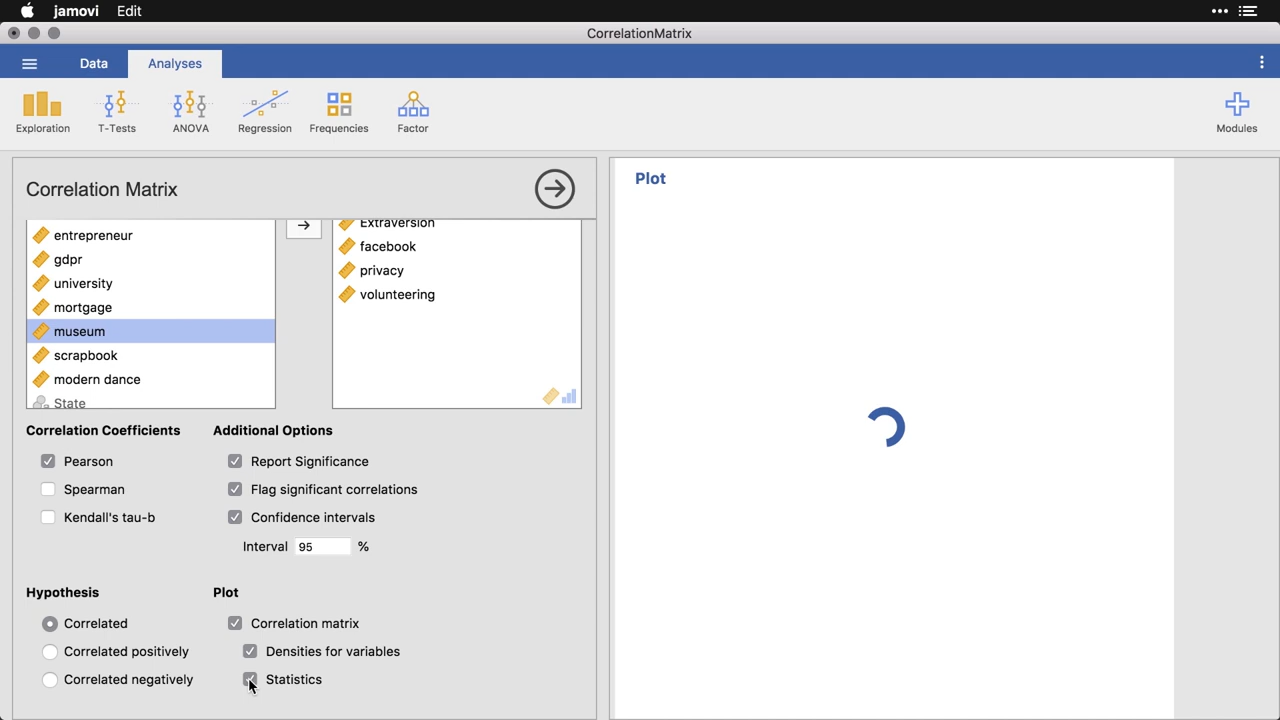 jamovi Edit
CorrelationMatrix
Data Analyses
Exploration T-Tests ANOVA Regression Frequencies Factor Modules
Correlation Matrix
entrepreneur
gdpr
university
mortgage
museum
scrapbook
modern dance
State
Extraversion
facebook
privacy
volunteering
Correlation Coefficients
Pearson
Spearman
Kendall's tau-b
Additional Options
Report Significance
Flag significant correlations
Confidence intervals
Interval 95 %
Hypothesis
Correlated
Correlated positively
Correlated negatively
Plot
Correlation matrix
Densities for variables
Statistics
Plot